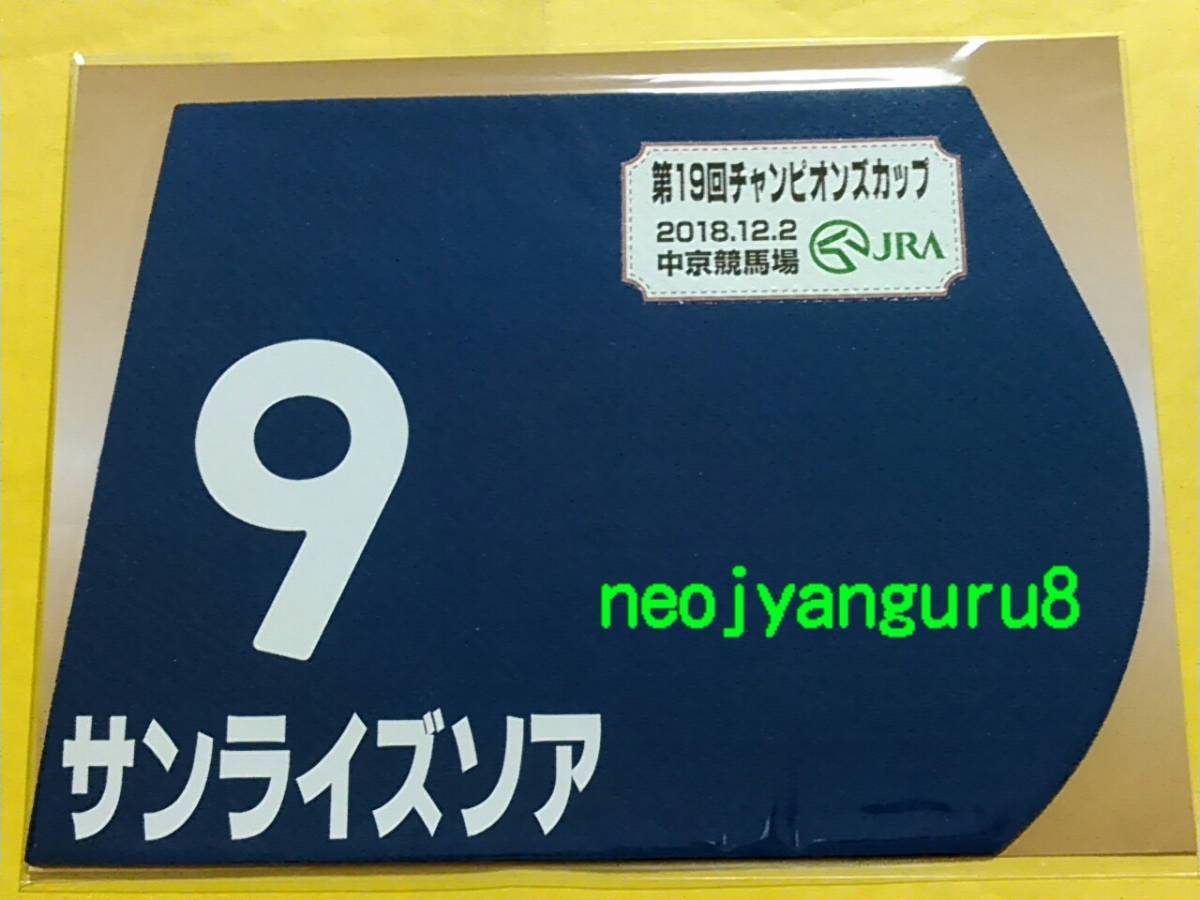 第19回チャンピオンズカップ
2018.12.2
中京競馬場
JRA
9
neojyanguru8
サンライズソア